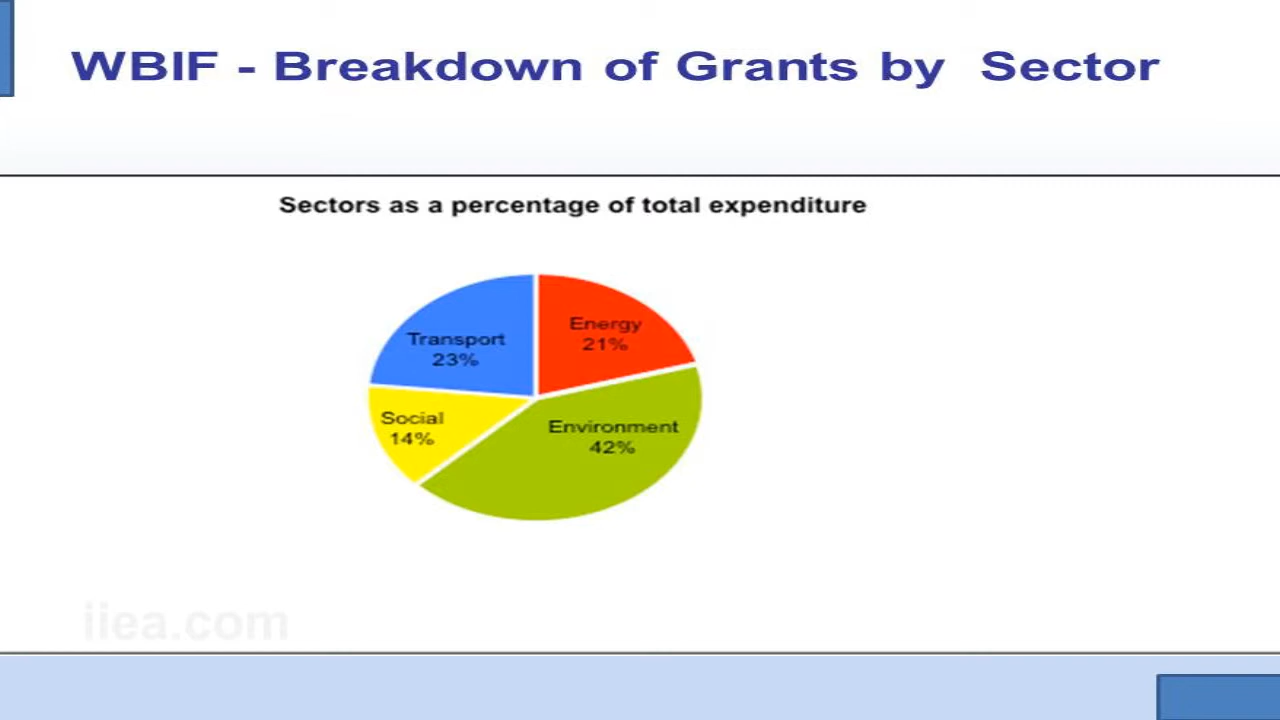 WBIF - Breakdown of Grants by Sector
Sectors as a percentage of total expenditure
Energy
21%
Transport
23%
Social
14%
Environment
42%
iiea.com